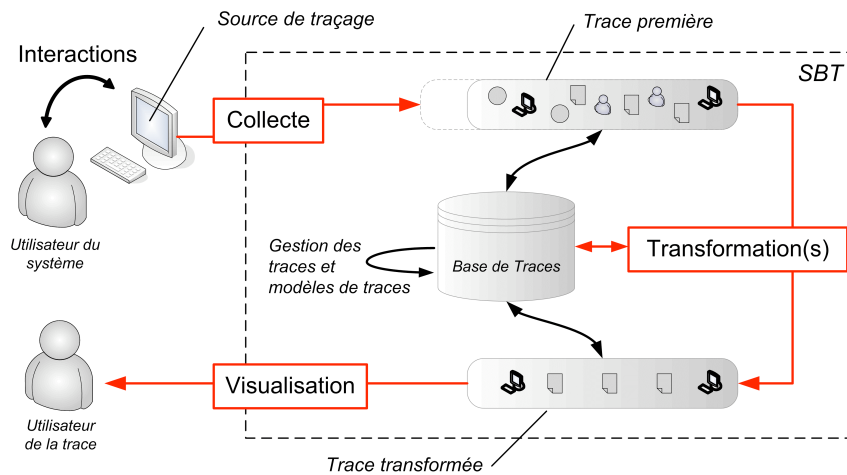 Source de traçage
Trace première
Interactions
SBT
Collecte
Utilisateur du
système
Gestion des
traces et
modèles de traces
Base de Traces
Transformation(s)
Visualisation
Utilisateur
de la trace
Trace transformée